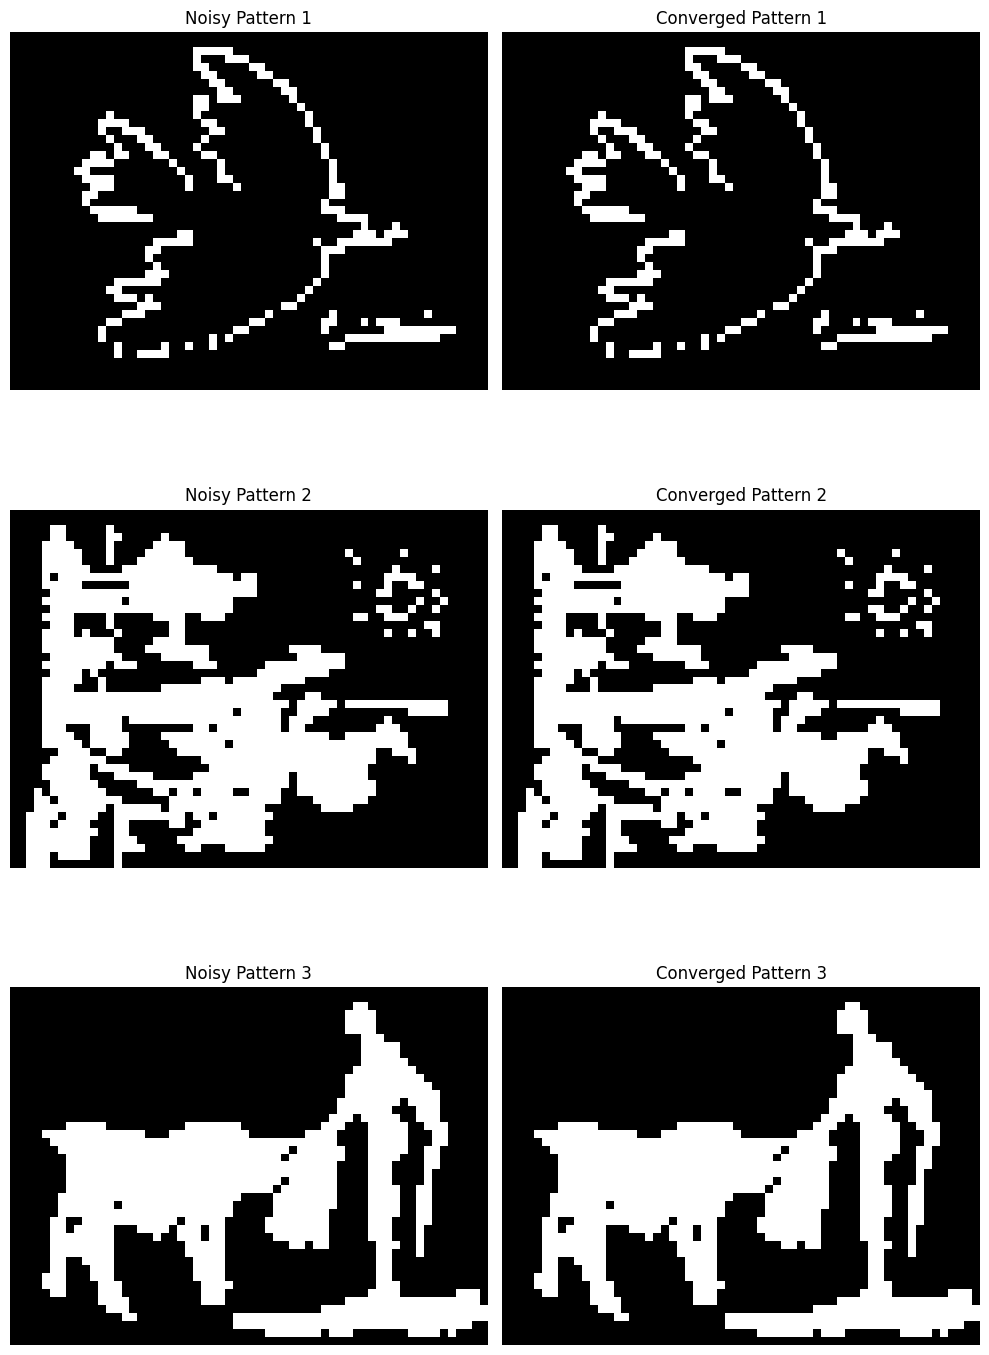 Noisy Pattern 1
Converged Pattern 1
Noisy Pattern 2
Converged Pattern 2
Noisy Pattern 3
Converged Pattern 3